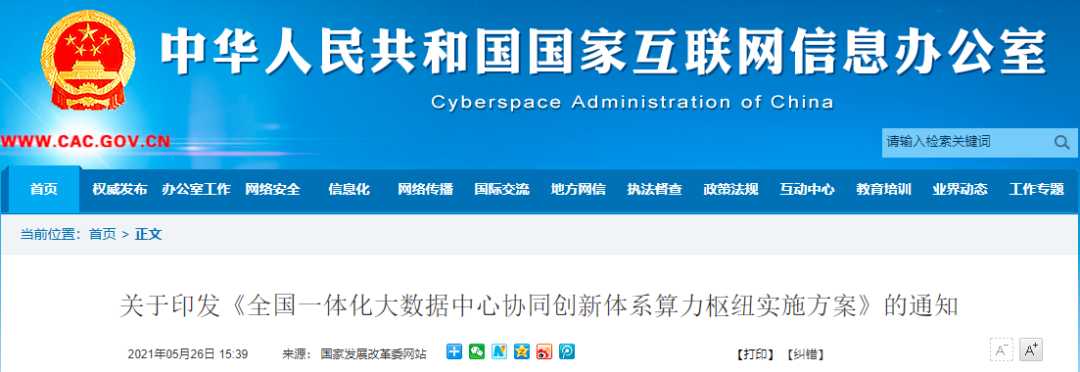 中华人民共和国国家互联网信息办公室
Cyberspace Administration of China
WWW.CAC.GOV.CN
请输入检索关键词
首页 权威发布 办公室工作 网络安全 信息化 网络传播 国际交流 地方网信 执法督查 政策法规 互动中心 教育培训 业界动态 工作专题
当前位置：首页 > 正文
关于印发《全国一体化大数据中心协同创新体系算力枢纽实施方案》的通知
2021年05月26日 15:39 来源： 国家发展改革委网站 【打印】【纠错】 A- A+